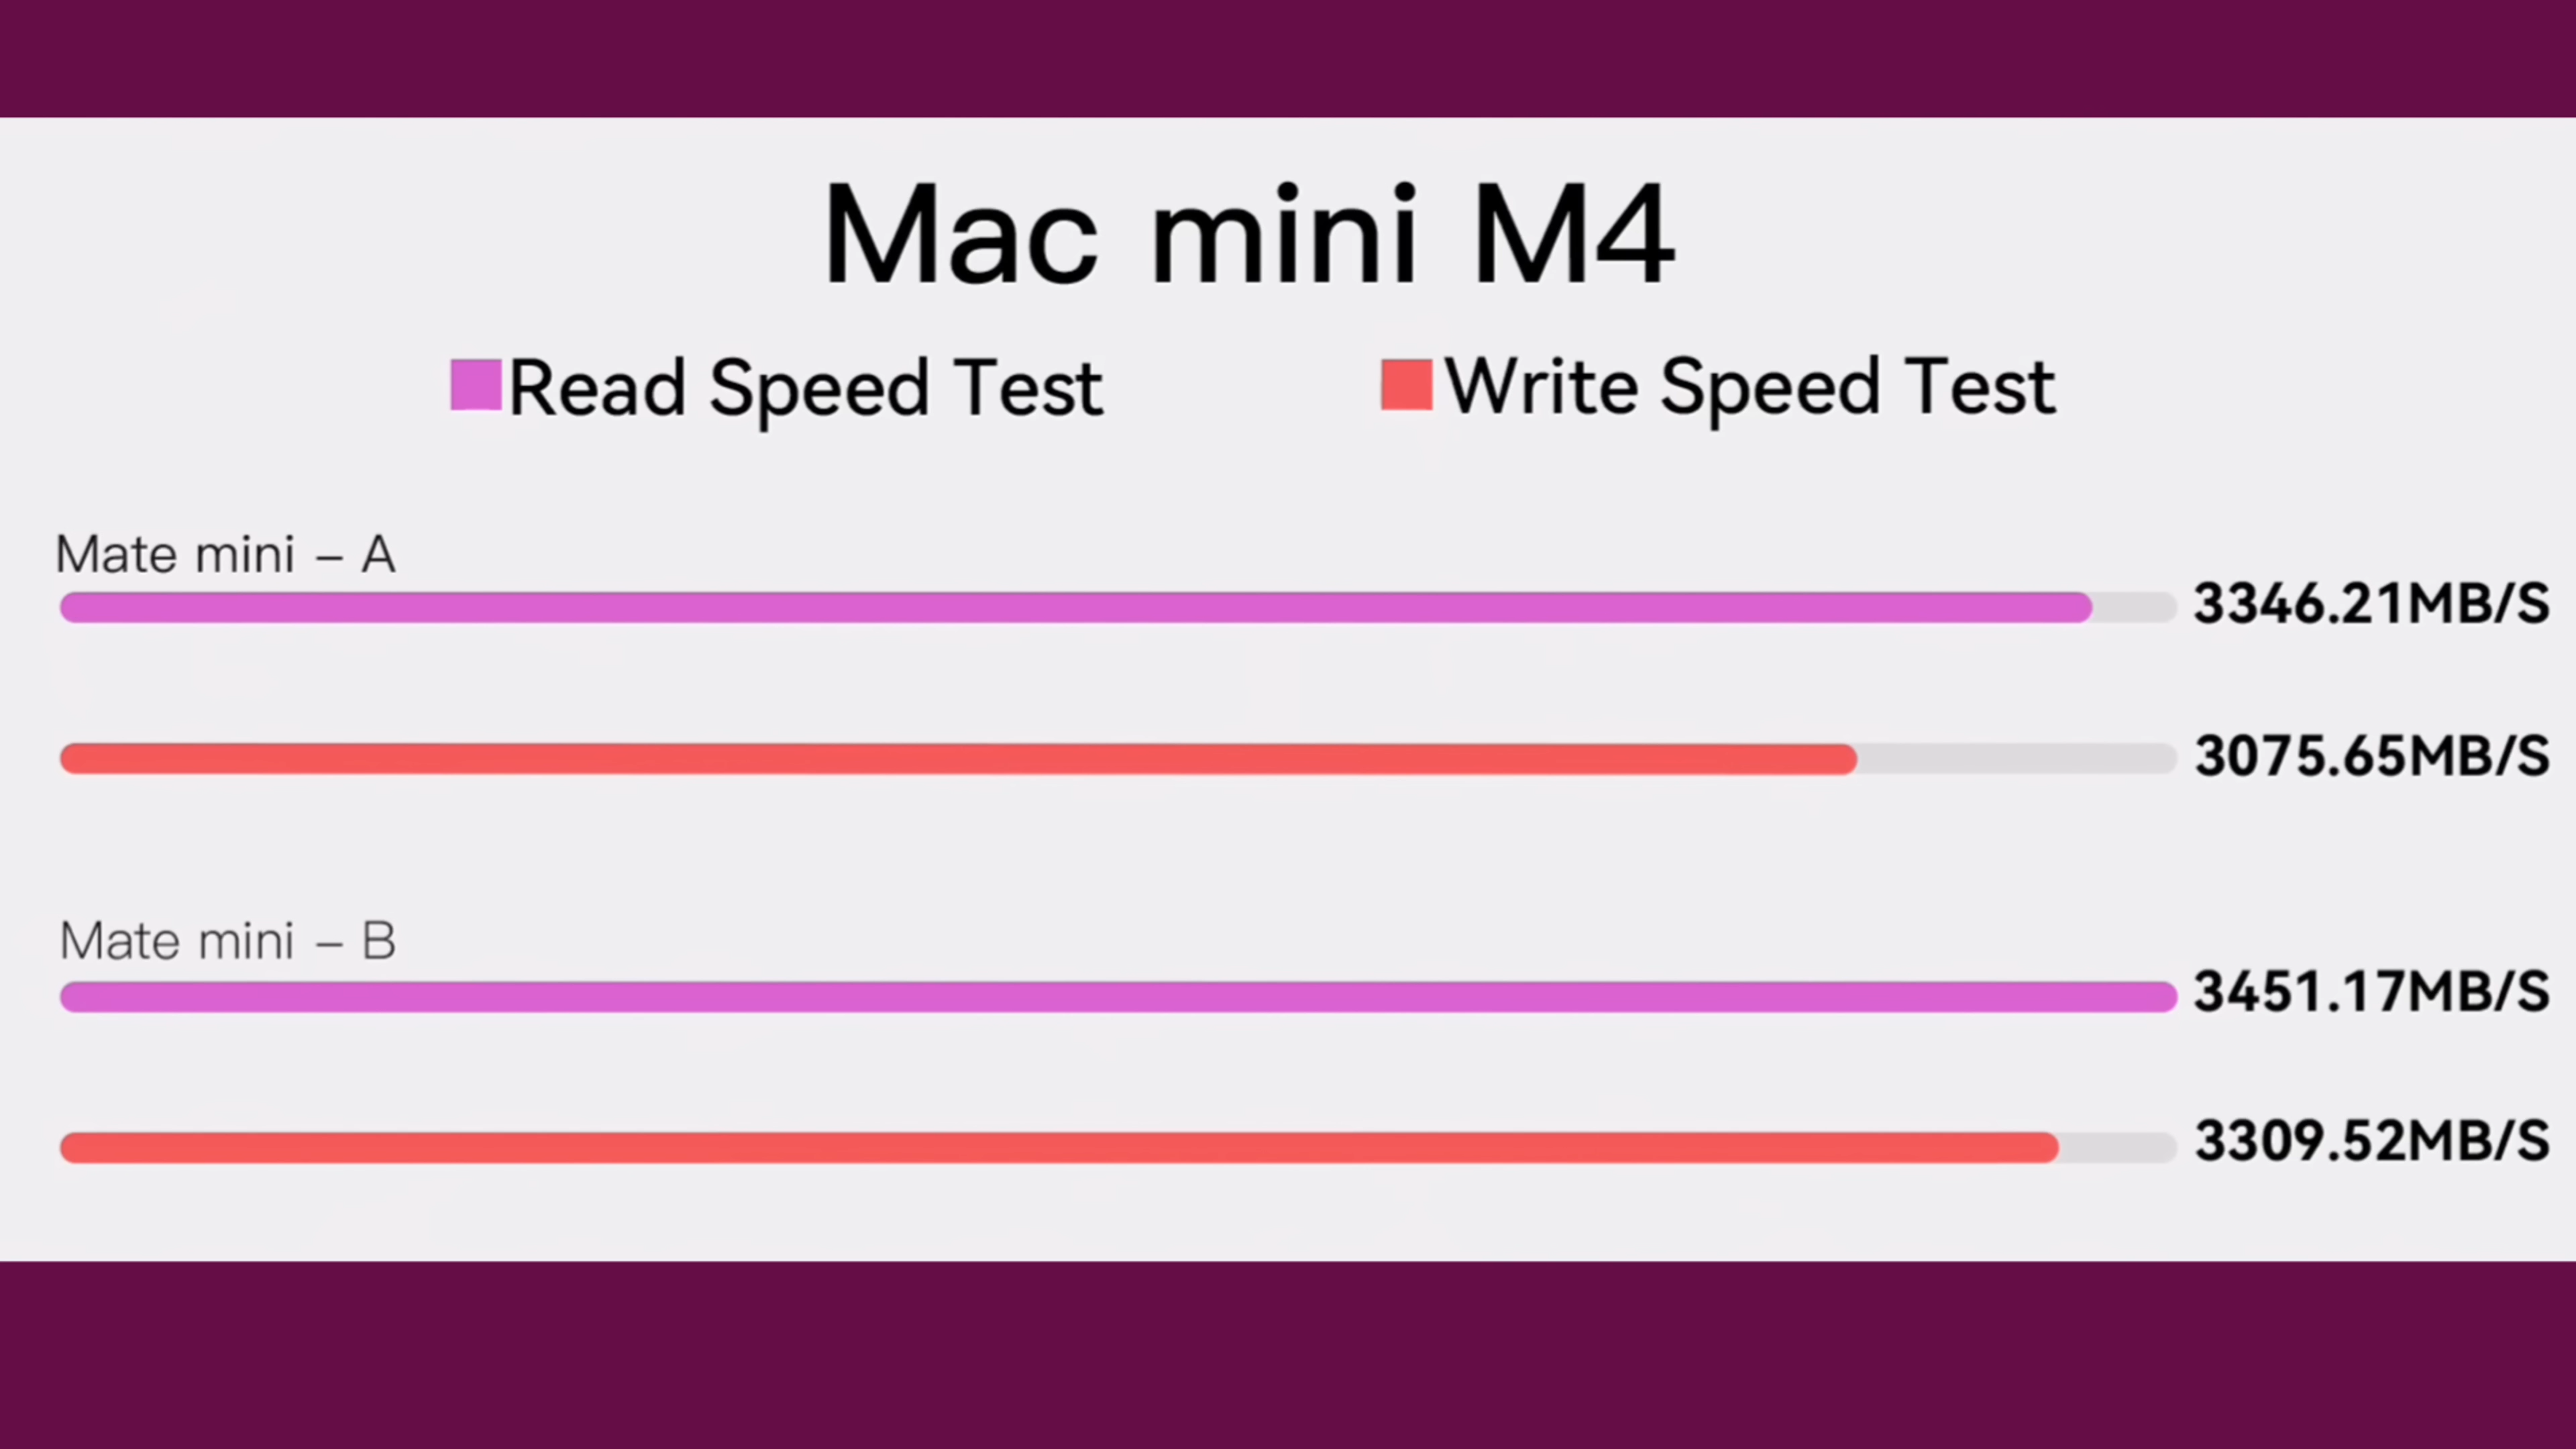 Mac mini M4
Read Speed Test
Write Speed Test
Mate mini – A
3346.21MB/S
3075.65MB/S
Mate mini – B
3451.17MB/S
3309.52MB/S